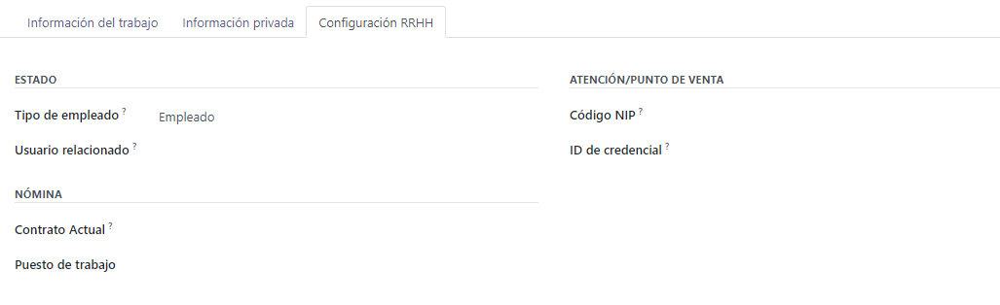 Información del trabajo Información privada Configuración RRHH
ESTADO
Tipo de empleado ? Empleado
Usuario relacionado ?
NÓMINA
Contrato Actual ?
Puesto de trabajo
ATENCIÓN/PUNTO DE VENTA
Código NIP ?
ID de credencial ?